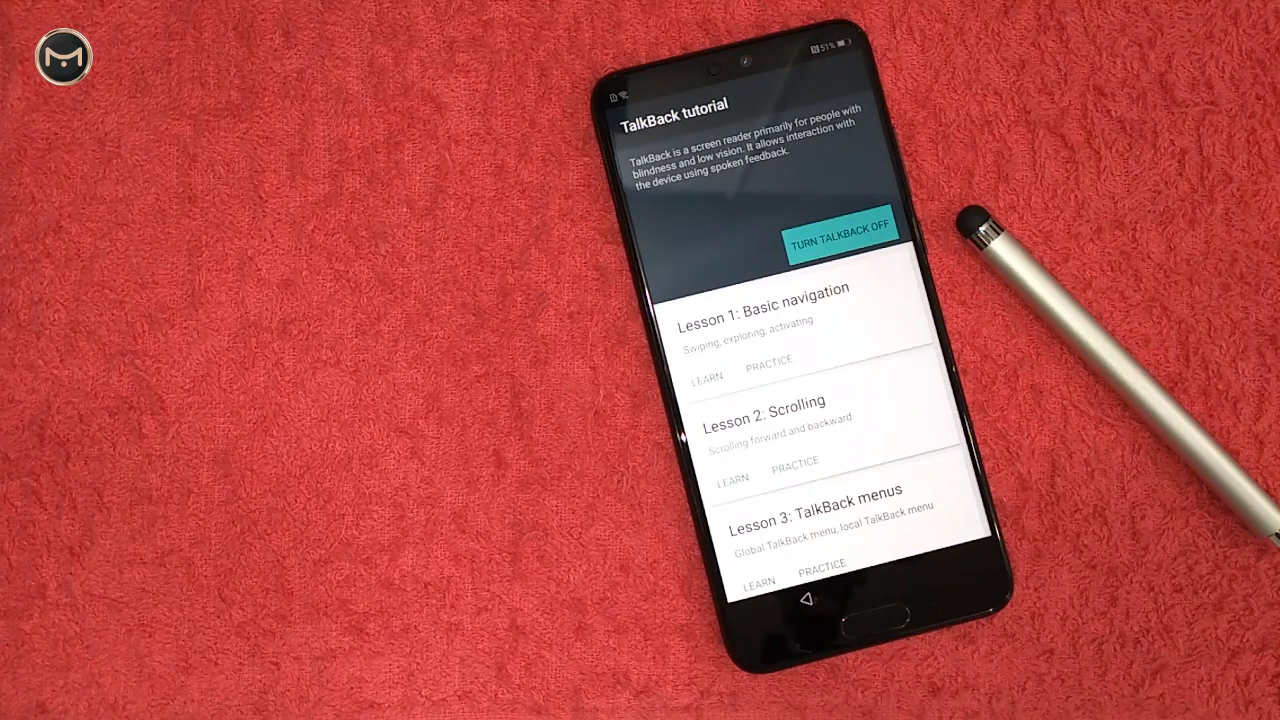 51%
TalkBack tutorial
TalkBack is a screen reader primarily for people with
blindness and low vision. It allows interaction with
the device using spoken feedback.
TURN TALKBACK OFF
Lesson 1: Basic navigation
Swiping, exploring, activating
LEARN PRACTICE
Lesson 2: Scrolling
Scrolling forward and backward
LEARN PRACTICE
Lesson 3: TalkBack menus
Global TalkBack menu, local TalkBack menu
LEARN PRACTICE